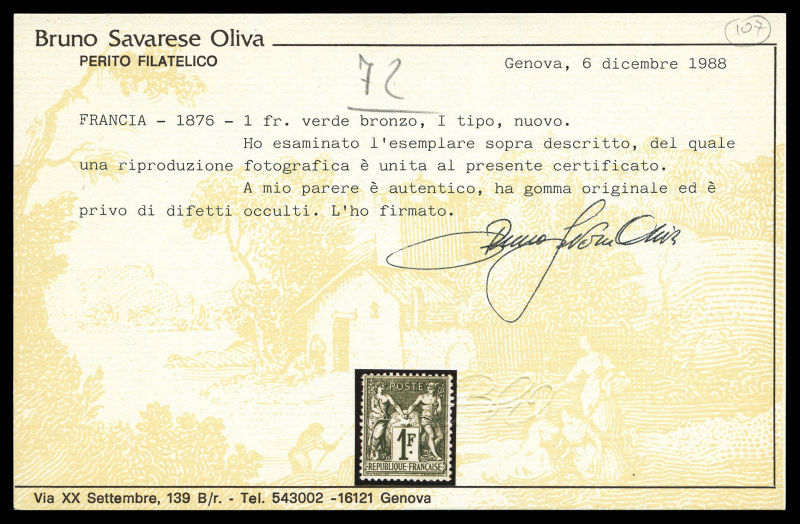 107
Bruno Savarese Oliva
PERITO FILATELICO
Genova, 6 dicembre 1988
72
FRANCIA - 1876 - 1 fr. verde bronzo, I tipo, nuovo.
Ho esaminato l'esemplare sopra descritto, del quale
una riproduzione fotografica è unita al presente certificato.
A mio parere è autentico, ha gomma originale ed è
privo di difetti occulti. L'ho firmato.
Bruno Savarese Oliva
POSTE
1F
REPUBLIQUE FRANÇAISE
Via XX Settembre, 139 B/r. - Tel. 543002 -16121 Genova